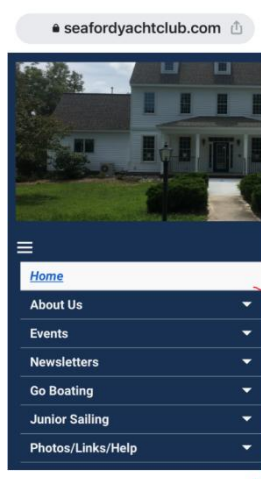 seafordyachtclub.com
Home
About Us
Events
Newsletters
Go Boating
Junior Sailing
Photos/Links/Help